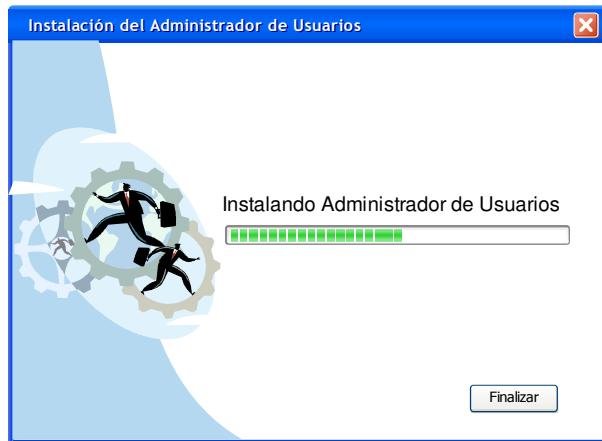 Instalación del Administrador de Usuarios
Instalando Administrador de Usuarios
Finalizar